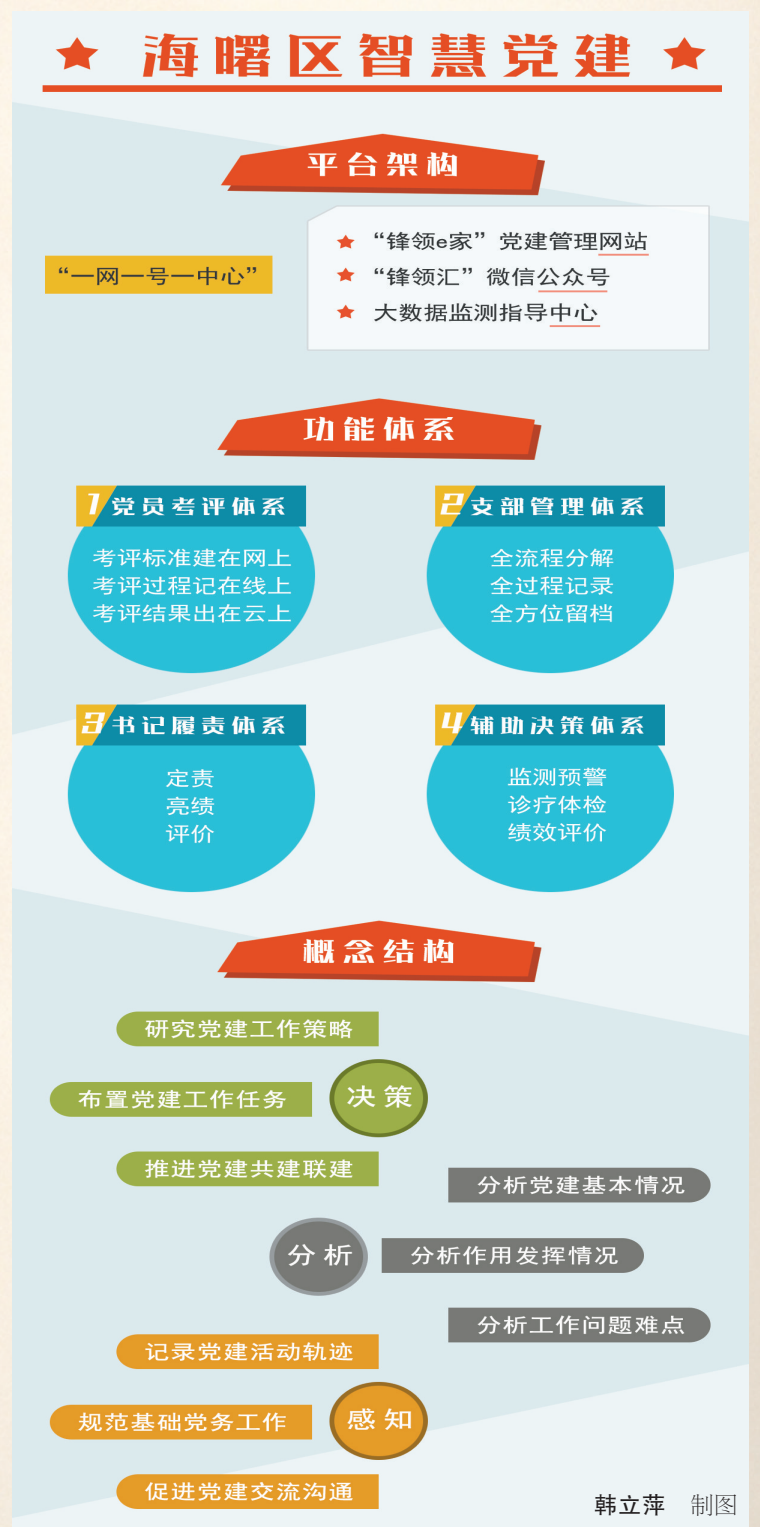 海曙区智慧党建
平台架构
“一网一号一中心”
“锋领e家”党建管理网站
“锋领汇”微信公众号
大数据监测指导中心
功能体系
1 党员考评体系
考评标准建在网上
考评过程记在线上
考评结果出在云上
2 支部管理体系
全流程分解
全过程记录
全方位留档
3 书记履责体系
定责
亮绩
评价
4 辅助决策体系
监测预警
诊疗体检
绩效评价
概念结构
研究党建工作策略
布置党建工作任务
决策
推进党建共建联建
分析党建基本情况
分析
分析作用发挥情况
分析工作问题难点
记录党建活动轨迹
规范基础党务工作
感知
促进党建交流沟通
韩立萍 制图